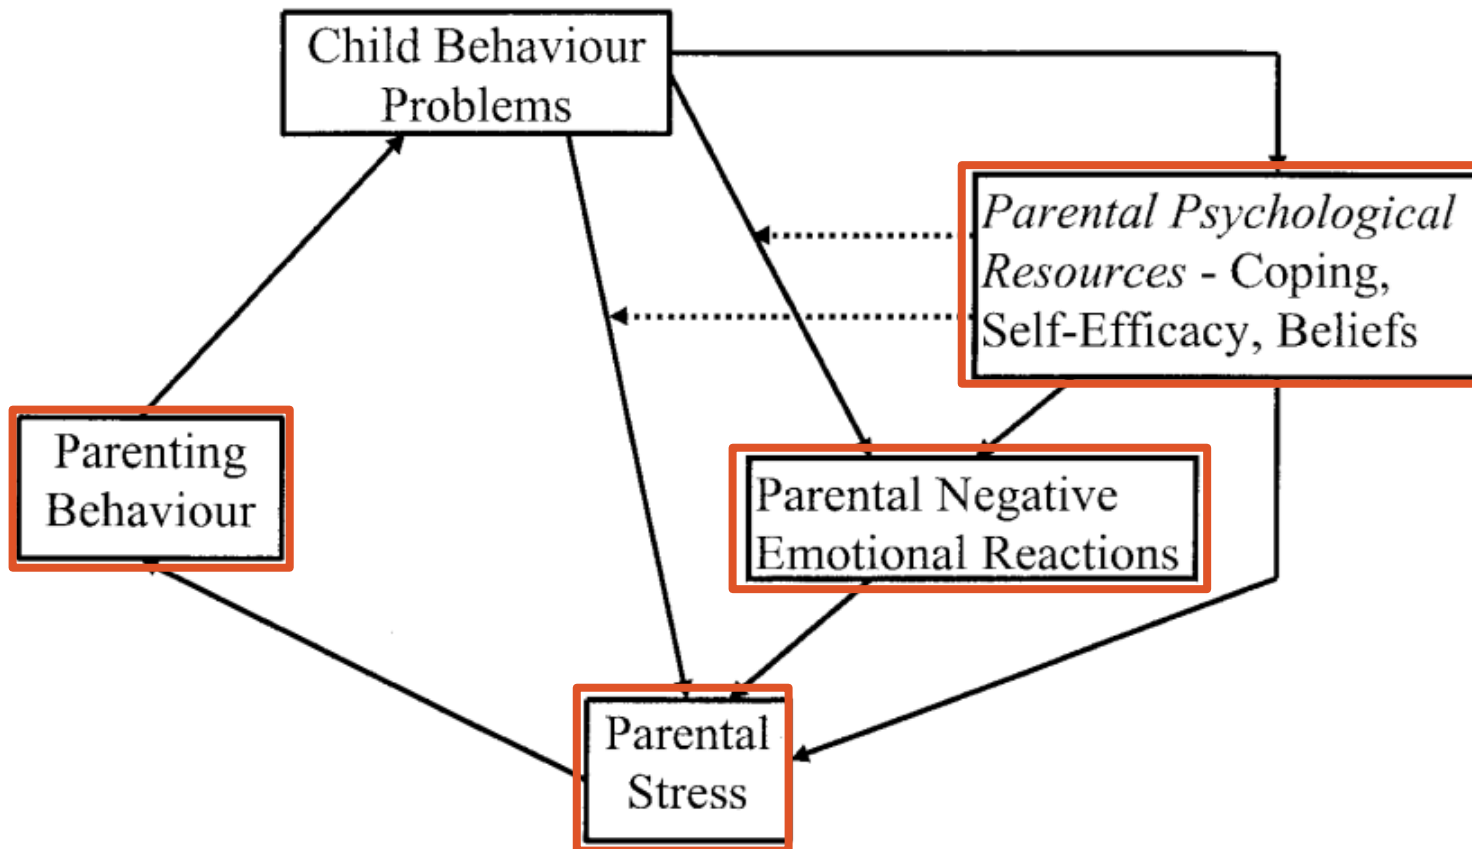 Child Behaviour
Problems
Parental Psychological
Resources - Coping,
Self-Efficacy, Beliefs
Parenting
Behaviour
Parental Negative
Emotional Reactions
Parental
Stress